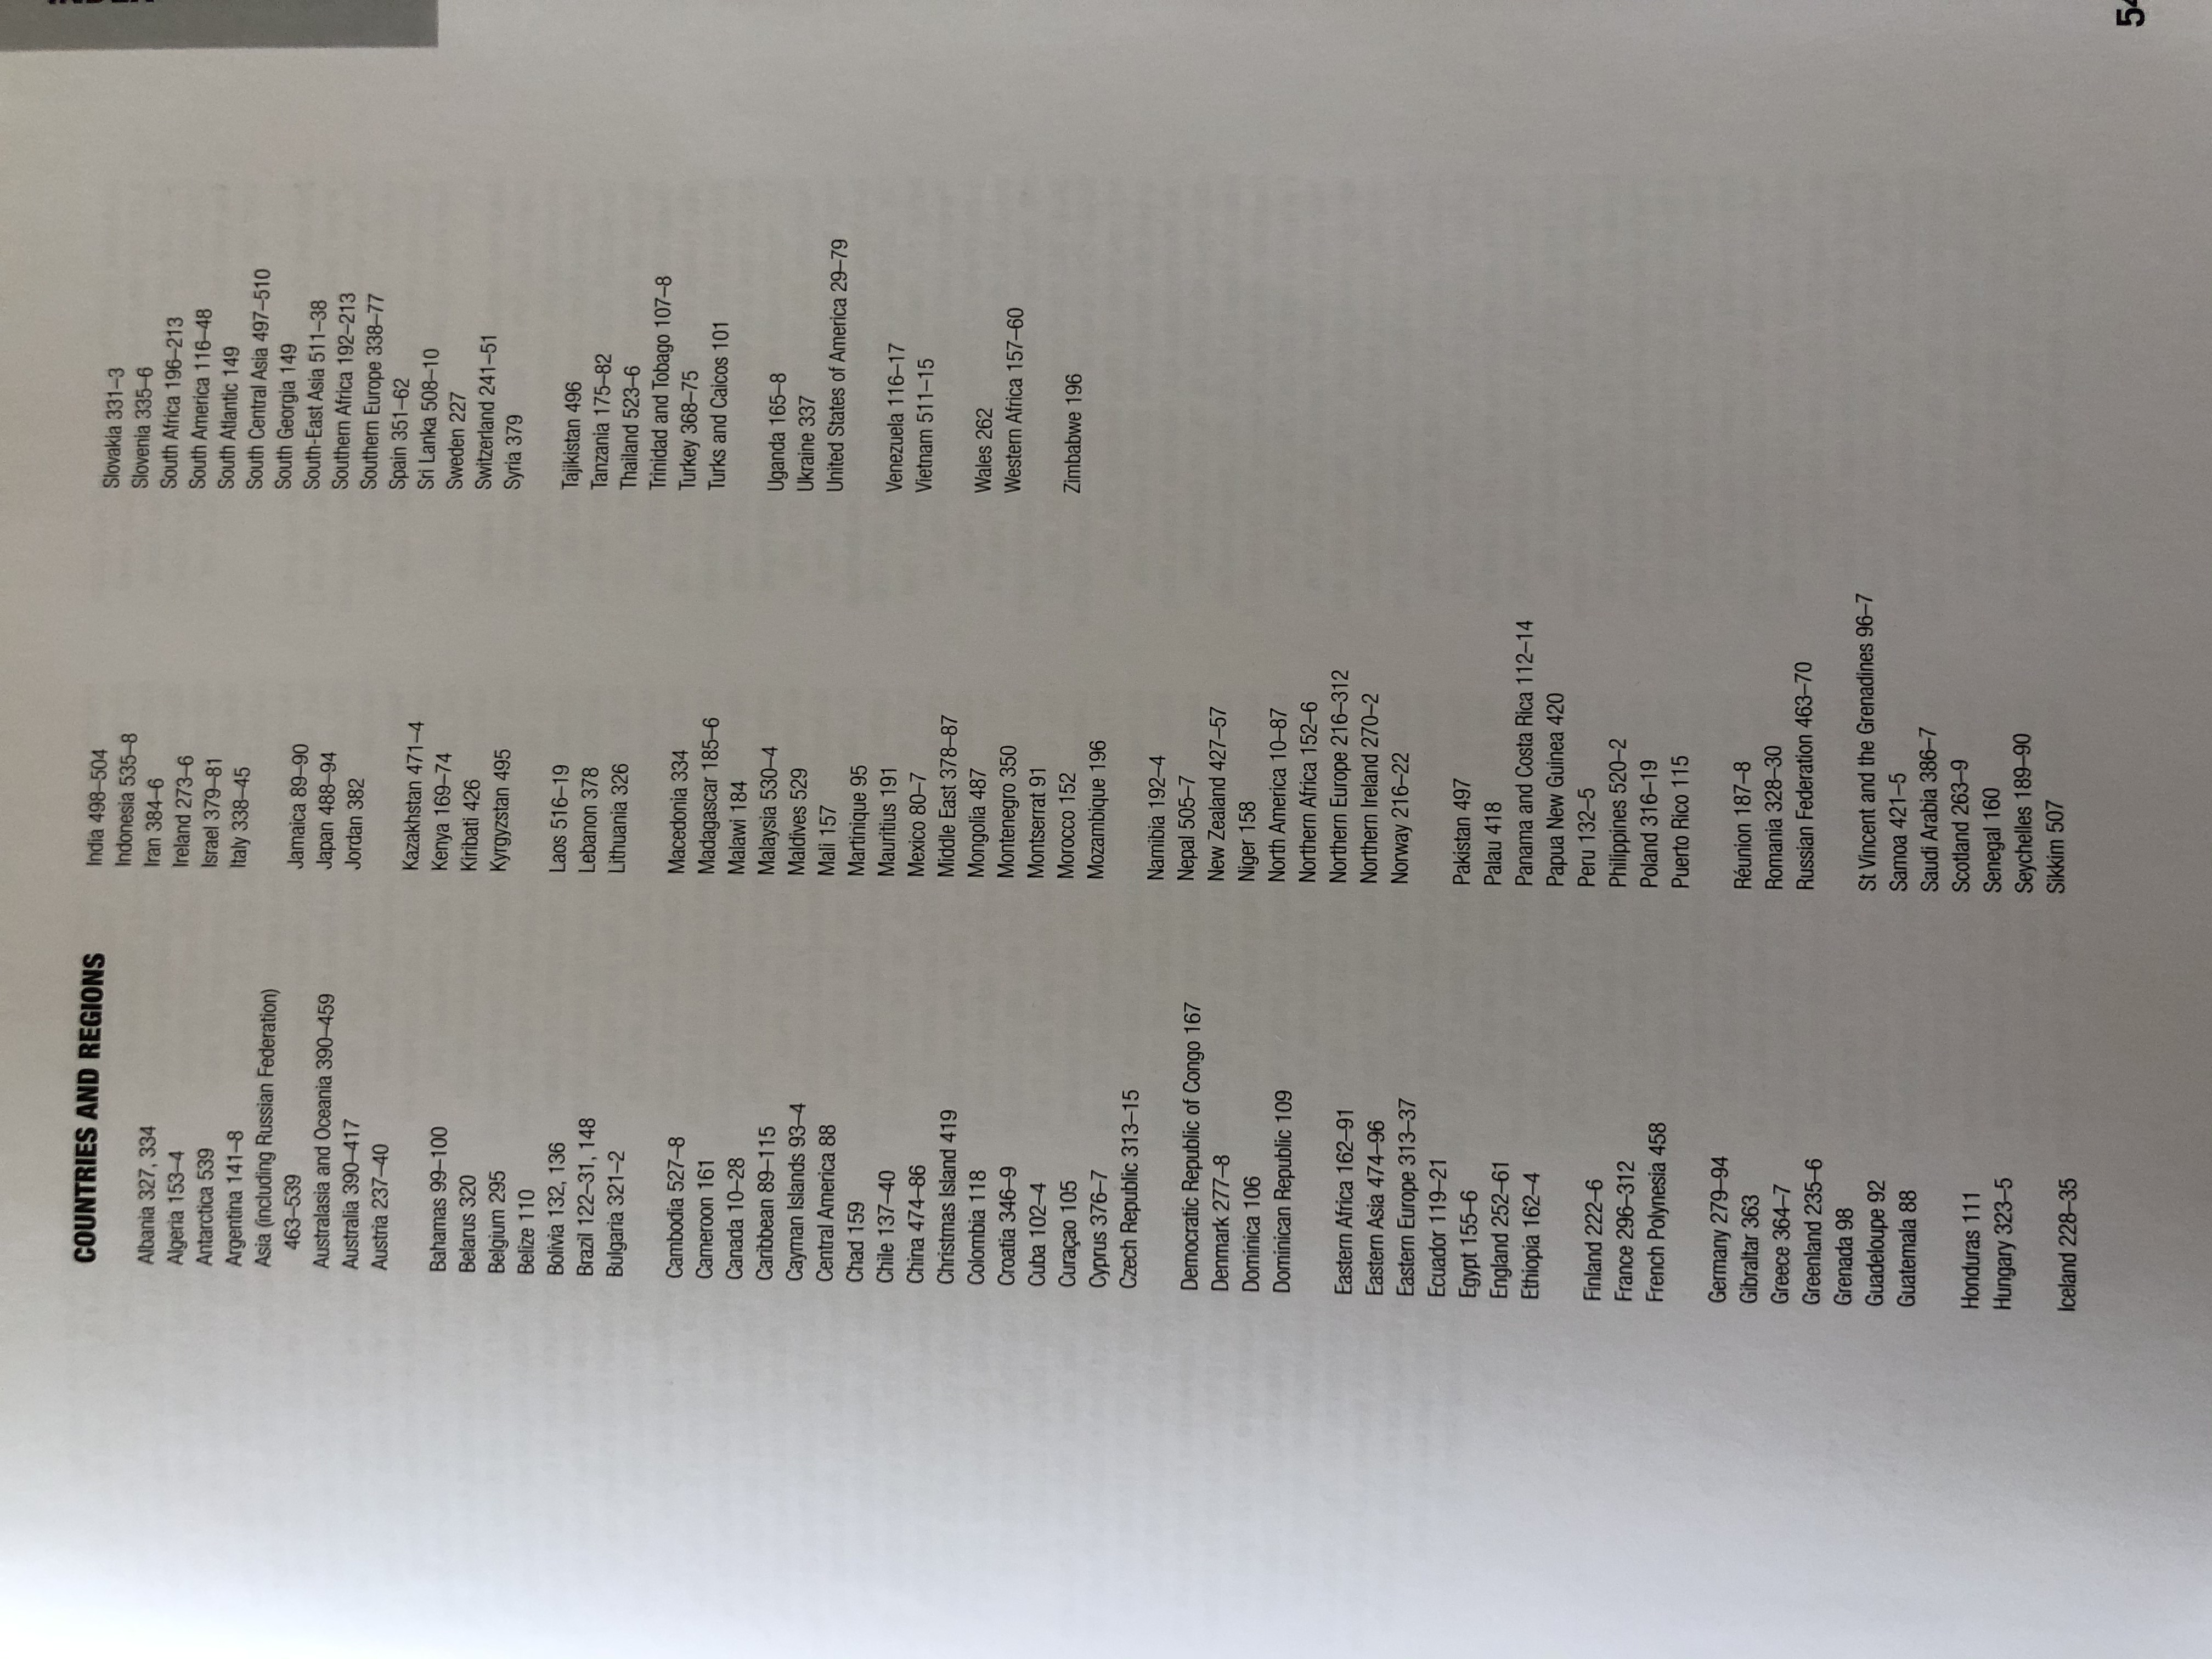 COUNTRIES AND REGIONS
Albania 327, 334
Algeria 153–4
Antarctica 539
Argentina 141–8
Asia (including Russian Federation)
463–539
Australasia and Oceania 390–459
Australia 390–417
Austria 237–40
Bahamas 99–100
Belarus 320
Belgium 295
Belize 110
Bolivia 132, 136
Brazil 122–31, 148
Bulgaria 321–2
Cambodia 527–8
Cameroon 161
Canada 10–28
Caribbean 89–115
Cayman Islands 93–4
Central America 88
Chad 159
Chile 137–40
China 474–86
Christmas Island 419
Colombia 118
Croatia 346–9
Cuba 102–4
Curaçao 105
Cyprus 376–7
Czech Republic 313–15
Democratic Republic of Congo 167
Denmark 277–8
Dominica 106
Dominican Republic 109
Eastern Africa 162–91
Eastern Asia 474–96
Eastern Europe 313–37
Ecuador 119–21
Egypt 155–6
England 252–61
Ethiopia 162–4
Finland 222–6
France 296–312
French Polynesia 458
Germany 279–94
Gibraltar 363
Greece 364–7
Greenland 235–6
Grenada 98
Guadeloupe 92
Guatemala 88
Honduras 111
Hungary 323–5
Iceland 228–35
India 498–504
Indonesia 535–8
Iran 384–6
Ireland 273–6
Israel 379–81
Italy 338–45
Jamaica 89–90
Japan 488–94
Jordan 382
Kazakhstan 471–4
Kenya 169–74
Kiribati 426
Kyrgyzstan 495
Laos 516–19
Lebanon 378
Lithuania 326
Macedonia 334
Madagascar 185–6
Malawi 184
Malaysia 530–4
Maldives 529
Mali 157
Martinique 95
Mauritius 191
Mexico 80–7
Middle East 378–87
Mongolia 487
Montenegro 350
Montserrat 91
Morocco 152
Mozambique 196
Namibia 192–4
Nepal 505–7
New Zealand 427–57
Niger 158
North America 10–87
Northern Africa 152–6
Northern Europe 216–312
Northern Ireland 270–2
Norway 216–22
Pakistan 497
Palau 418
Panama and Costa Rica 112–14
Papua New Guinea 420
Peru 132–5
Philippines 520–2
Poland 316–19
Puerto Rico 115
Réunion 187–8
Romania 328–30
Russian Federation 463–70
St Vincent and the Grenadines 96–7
Samoa 421–5
Saudi Arabia 386–7
Scotland 263–9
Senegal 160
Seychelles 189–90
Sikkim 507
Slovakia 331–3
Slovenia 335–6
South Africa 196–213
South America 116–48
South Atlantic 149
South Central Asia 497–510
South Georgia 149
South-East Asia 511–38
Southern Africa 192–213
Southern Europe 338–77
Spain 351–62
Sri Lanka 508–10
Sweden 227
Switzerland 241–51
Syria 379
Tajikistan 496
Tanzania 175–82
Thailand 523–6
Trinidad and Tobago 107–8
Turkey 368–75
Turks and Caicos 101
Uganda 165–8
Ukraine 337
United States of America 29–79
Venezuela 116–17
Vietnam 511–15
Wales 262
Western Africa 157–60
Zimbabwe 196